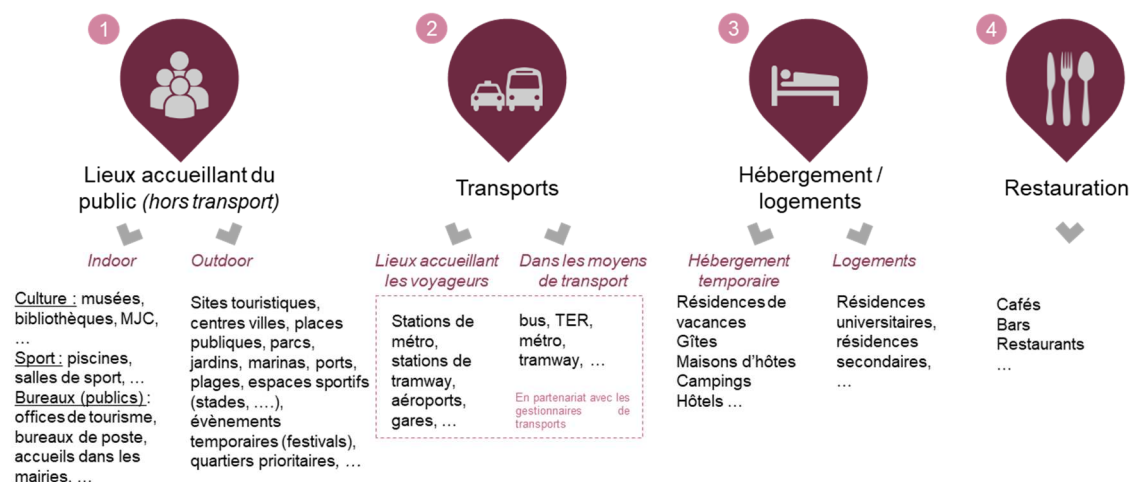 1
Lieux accueillant du
public (hors transport)
Indoor
Culture : musées,
bibliothèques, MJC,
…
Sport : piscines,
salles de sport, …
Bureaux (publics) :
offices de tourisme,
bureaux de poste,
accueils dans les
mairies, …
Outdoor
Sites touristiques,
centres villes, places
publiques, parcs,
jardins, marinas, ports,
plages, espaces sportifs
(stades, ….),
évènements
temporaires (festivals),
quartiers prioritaires, …
2
Transports
Lieux accueillant
les voyageurs
Stations de
métro,
stations de
tramway,
aéroports,
gares, …
Dans les moyens
de transport
bus, TER,
métro,
tramway, …
En partenariat avec les
gestionnaires de
transports
3
Hébergement /
logements
Hébergement
temporaire
Résidences de
vacances
Gîtes
Maisons d’hôtes
Campings
Hôtels …
Logements
Résidences
universitaires,
résidences
secondaires,
…
4
Restauration
Cafés
Bars
Restaurants
…